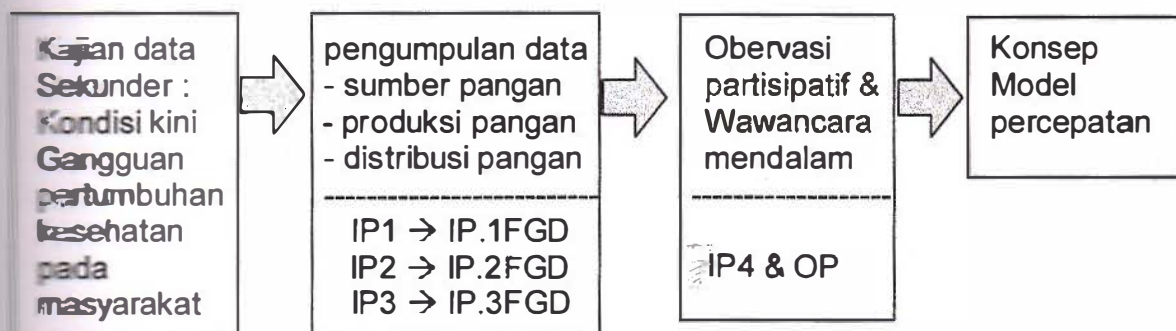 Kajian data
Sekunder :
Kondisi kini
Gangguan
pertumbuhan
kesehatan
pada
masyarakat
pengumpulan data
- sumber pangan
- produksi pangan
- distribusi pangan
IP1 → IP.1FGD
IP2 → IP.2FGD
IP3 → IP.3FGD
Obervasi
partisipatif &
Wawancara
mendalam
IP4 & OP
Konsep
Model
percepatan